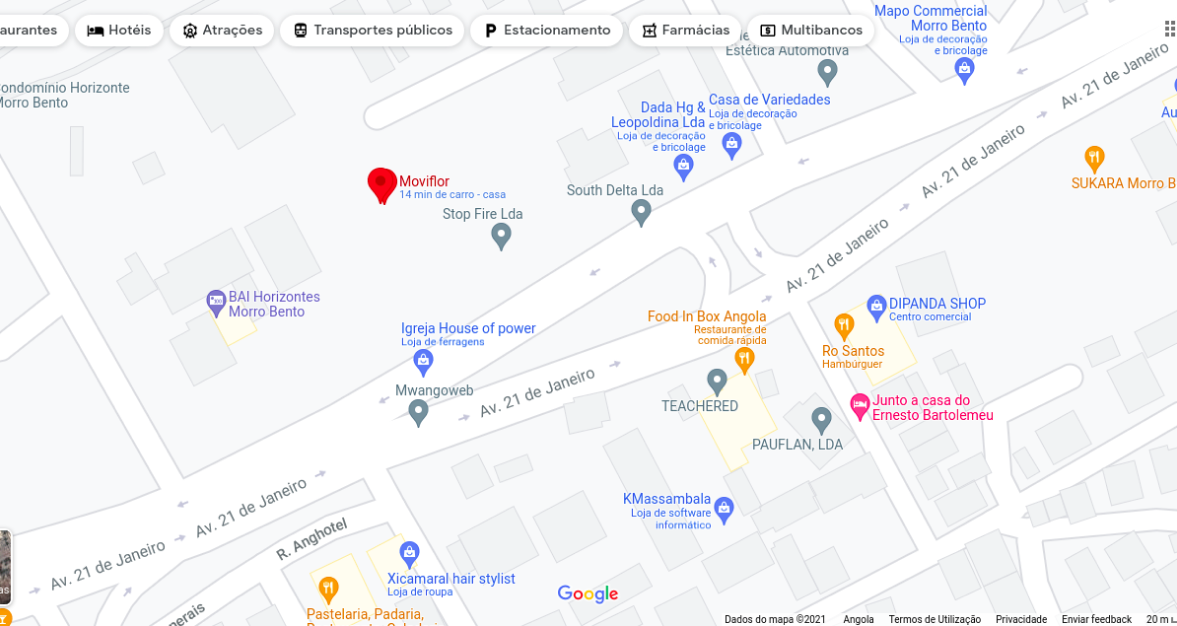 aurantes
Hotéis
Atrações
Transportes públicos
Estacionamento
Farmácias
Multibancos
Mapo Commercial
Morro Bento
Loja de decoração
e bricolage
Estética Automotiva
Av. 21 de Janeiro
ondomínio Horizonte
Morro Bento
Dada Hg &
Leopoldina Lda
Loja de decoração
e bricolage
Casa de Variedades
Loja de decoração
e bricolage
Au
Av. 21 de Janeiro
SUKARA Morro B
Moviflor
14 min de carro - casa
South Delta Lda
Stop Fire Lda
Av. 21 de Janeiro
BAI Horizontes
Morro Bento
DIPANDA SHOP
Centro comercial
Food In Box Angola
Restaurante de
comida rápida
Igreja House of power
Loja de ferragens
Ro Santos
Hambúrguer
Mwangoweb
Av. 21 de Janeiro
TEACHERED
Junto a casa do
Ernesto Bartolemeu
PAUFLAN, LDA
Av. 21 de Janeiro
KMassambala
Loja de software
informático
R. Anghotel
Av. 21 de Janeiro
Xicamaral hair stylist
Loja de roupa
as
Google
nerais
Pastelaria, Padaria,
Dados do mapa ©2021
Angola
Termos de Utilização
Privacidade
Enviar feedback
20 m